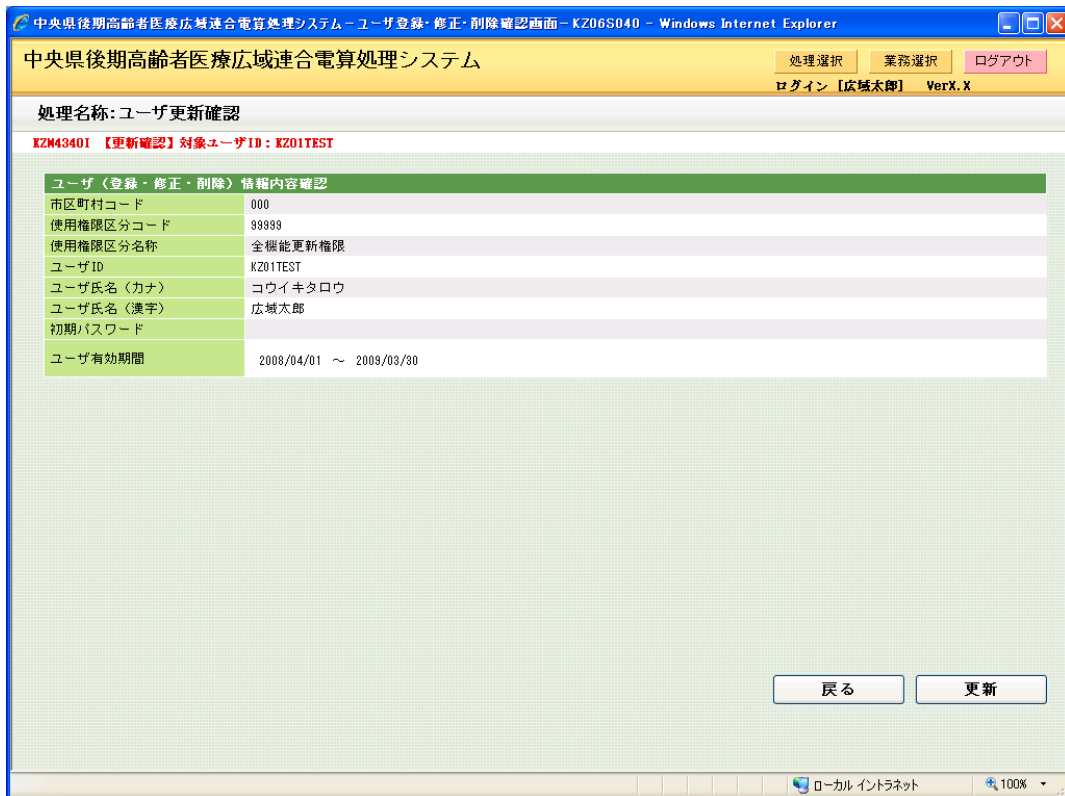 中央県後期高齢者医療広域連合電算処理システム－ユーザ登録・修正・削除確認画面－KZ06S040 - Windows Internet Explorer
中央県後期高齢者医療広域連合電算処理システム
処理選択 業務選択 ログアウト
ログイン [広域太郎] VerX.X
処理名称:ユーザ更新確認
KZM4340I 【更新確認】対象ユーザID：KZ01TEST
ユーザ（登録・修正・削除）情報内容確認
市区町村コード 000
使用権限区分コード 99999
使用権限区分名称 全機能更新権限
ユーザID KZ01TEST
ユーザ氏名（カナ） コウイキタロウ
ユーザ氏名（漢字） 広域太郎
初期パスワード
ユーザ有効期間 2008/04/01 ～ 2009/03/30
戻る 更新
ローカル イントラネット 100%